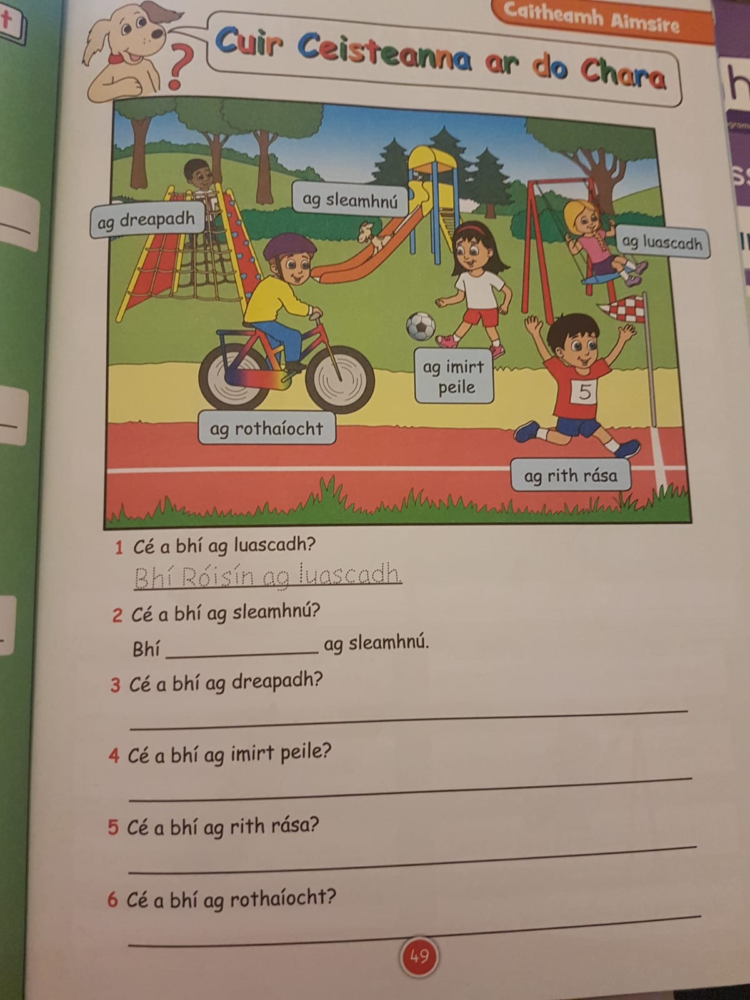 Caitheamh Aimsire
Cuir Ceisteanna ar do Chara
?
ag sleamhnú
ag dreapadh
ag luascadh
ag imirt
peile
5
ag rothaíocht
ag rith rása
1 Cé a bhí ag luascadh?
Bhí Róisín ag luascadh.
2 Cé a bhí ag sleamhnú?
Bhí ____________ ag sleamhnú.
3 Cé a bhí ag dreapadh?
4 Cé a bhí ag imirt peile?
5 Cé a bhí ag rith rása?
6 Cé a bhí ag rothaíocht?
49